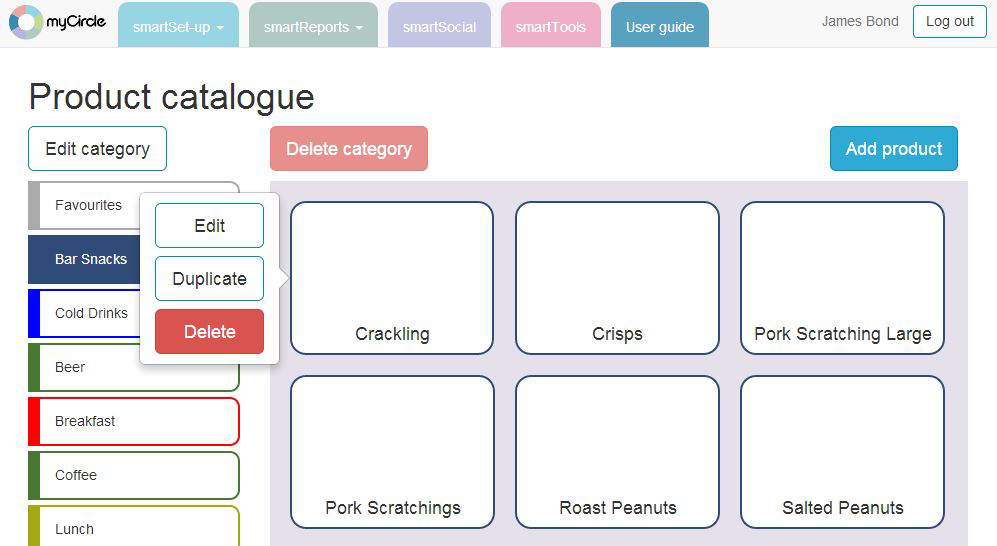 myCircle
smartSet-up
smartReports
smartSocial
smartTools
User guide
James Bond
Log out
Product catalogue
Edit category
Delete category
Add product
Favourites
Bar Snacks
Cold Drinks
Beer
Breakfast
Coffee
Lunch
Edit
Duplicate
Delete
Crackling
Crisps
Pork Scratching Large
Pork Scratchings
Roast Peanuts
Salted Peanuts